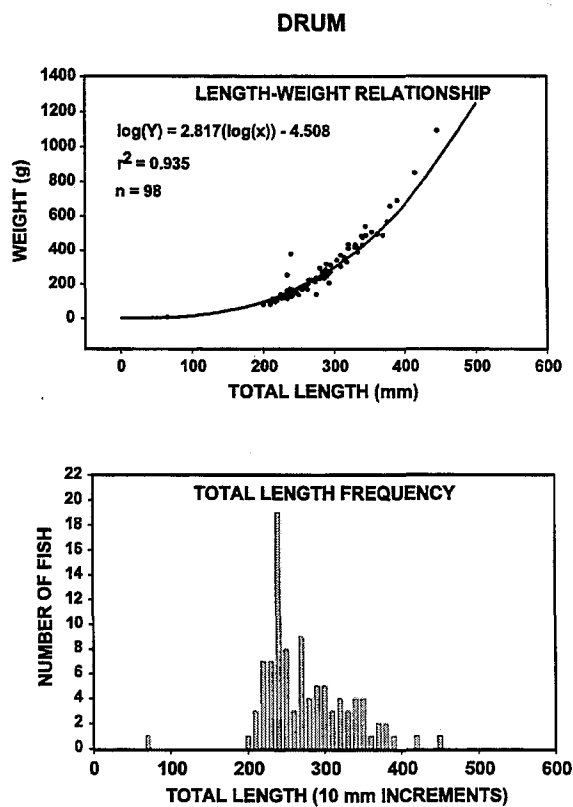 DRUM
LENGTH-WEIGHT RELATIONSHIP
log(Y) = 2.817(log(x)) - 4.508
r² = 0.935
n = 98
WEIGHT (g)
1400
1200
1000
800
600
400
200
0
0 100 200 300 400 500 600
TOTAL LENGTH (mm)
TOTAL LENGTH FREQUENCY
NUMBER OF FISH
22
20
18
16
14
12
10
8
6
4
2
0
0 100 200 300 400 500 600
TOTAL LENGTH (10 mm INCREMENTS)